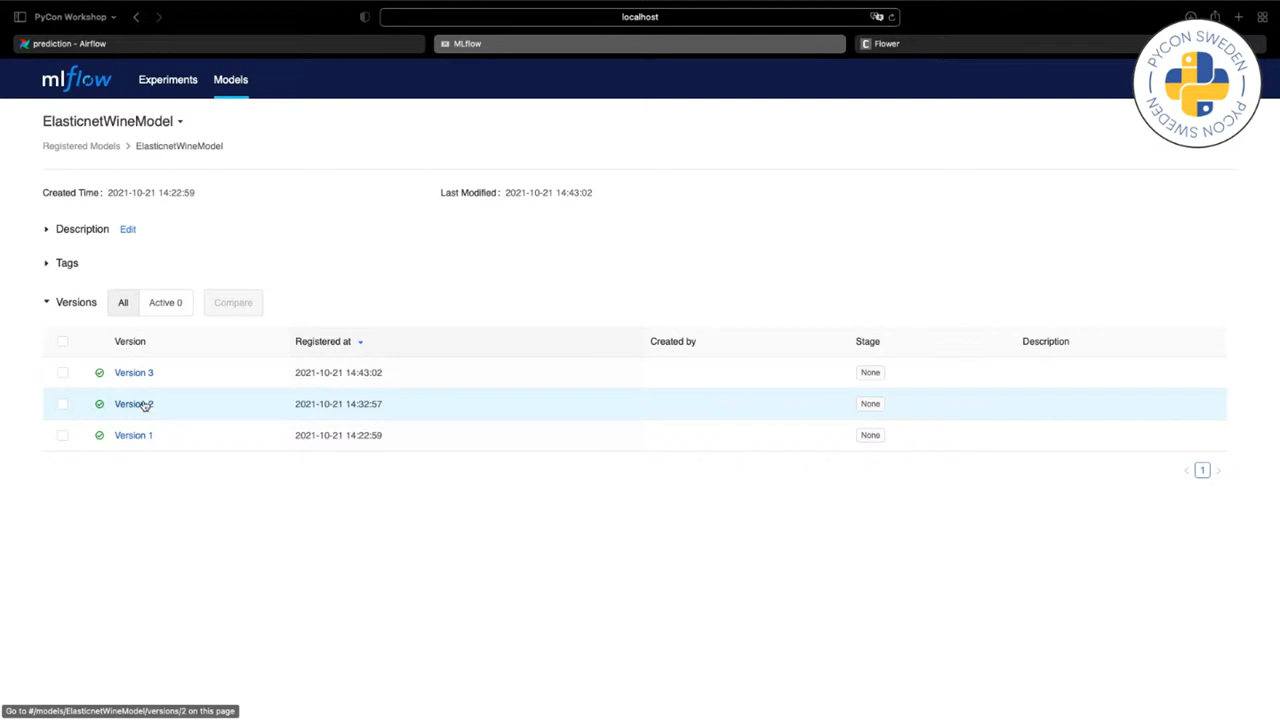 PyCon Workshop
localhost
prediction - Airflow
MLflow
C Flower
PYCON SWEDEN
PYCON SWEDEN
mlflow Experiments Models
ElasticnetWineModel
Registered Models > ElasticnetWineModel
Created Time : 2021-10-21 14:22:59 Last Modified : 2021-10-21 14:43:02
Description Edit
Tags
Versions All Active 0 Compare
Version Registered at Created by Stage Description
Version 3 2021-10-21 14:43:02 None
Version 2 2021-10-21 14:32:57 None
Version 1 2021-10-21 14:22:59 None
< 1 >
Go to #/models/ElasticnetWineModel/versions/2 on this page